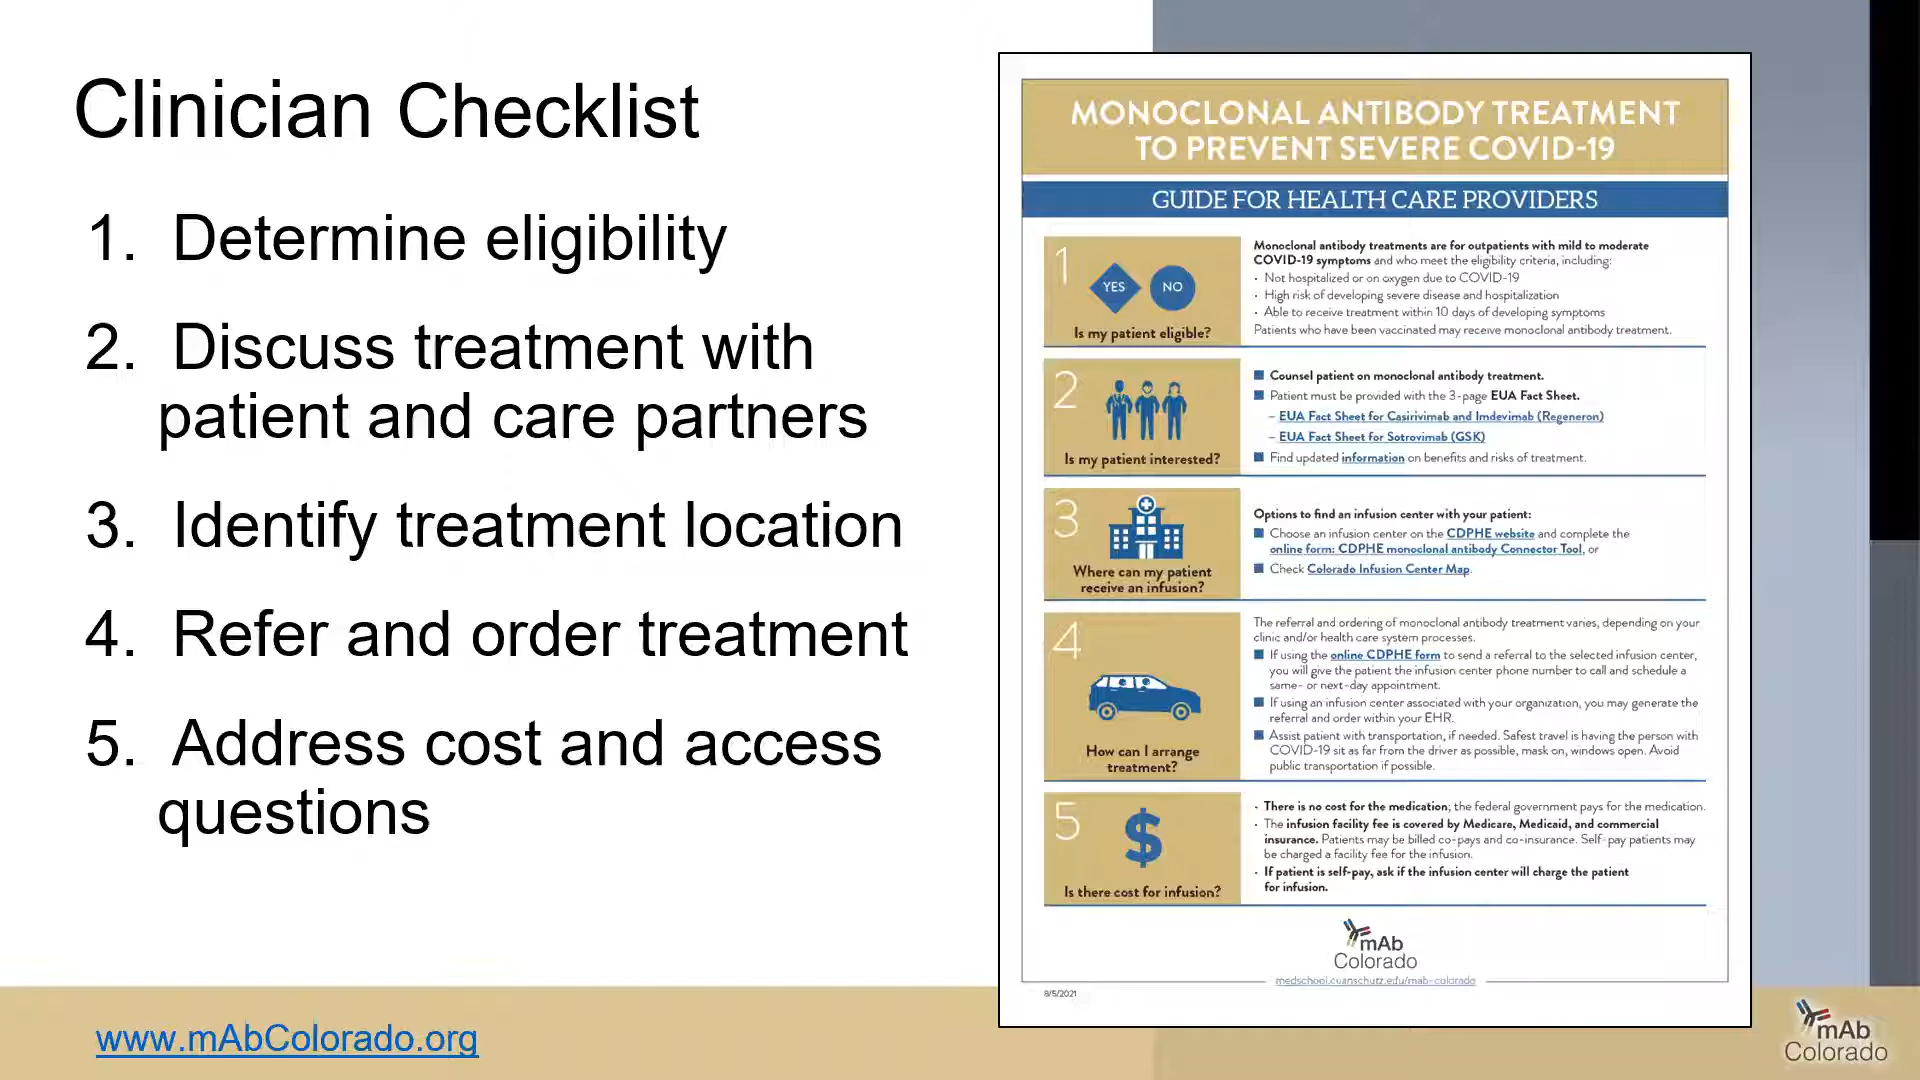 Clinician Checklist
1. Determine eligibility
2. Discuss treatment with
patient and care partners
3. Identify treatment location
4. Refer and order treatment
5. Address cost and access
questions
www.mAbColorado.org
MONOCLONAL ANTIBODY TREATMENT
TO PREVENT SEVERE COVID-19
GUIDE FOR HEALTH CARE PROVIDERS
1
YES NO
Is my patient eligible?
Monoclonal antibody treatments are for outpatients with mild to moderate
COVID-19 symptoms and who meet the eligibility criteria, including:
· Not hospitalized or on oxygen due to COVID-19
· High risk of developing severe disease and hospitalization
· Able to receive treatment within 10 days of developing symptoms
Patients who have been vaccinated may receive monoclonal antibody treatment.
2
Is my patient interested?
■ Counsel patient on monoclonal antibody treatment.
■ Patient must be provided with the 3-page EUA Fact Sheet.
– EUA Fact Sheet for Casirivimab and Imdevimab (Regeneron)
– EUA Fact Sheet for Sotrovimab (GSK)
■ Find updated information on benefits and risks of treatment.
3
Where can my patient
receive an infusion?
Options to find an infusion center with your patient:
■ Choose an infusion center on the CDPHE website and complete the
online form: CDPHE monoclonal antibody Connector Tool, or
■ Check Colorado Infusion Center Map.
4
How can I arrange
treatment?
The referral and ordering of monoclonal antibody treatment varies, depending on your
clinic and/or health care system processes.
■ If using the online CDPHE form to send a referral to the selected infusion center,
you will give the patient the infusion center phone number to call and schedule a
same- or next-day appointment.
■ If using an infusion center associated with your organization, you may generate the
referral and order within your EHR.
■ Assist patient with transportation, if needed. Safest travel is having the person with
COVID-19 sit as far from the driver as possible, mask on, windows open. Avoid
public transportation if possible.
5
$
Is there cost for infusion?
· There is no cost for the medication; the federal government pays for the medication.
· The infusion facility fee is covered by Medicare, Medicaid, and commercial
insurance. Patients may be billed co-pays and co-insurance. Self-pay patients may
be charged a facility fee for the infusion.
· If patient is self-pay, ask if the infusion center will charge the patient
for infusion.
mAb
Colorado
medschool.cuanschutz.edu/mab-colorado
8/5/2021
mAb
Colorado